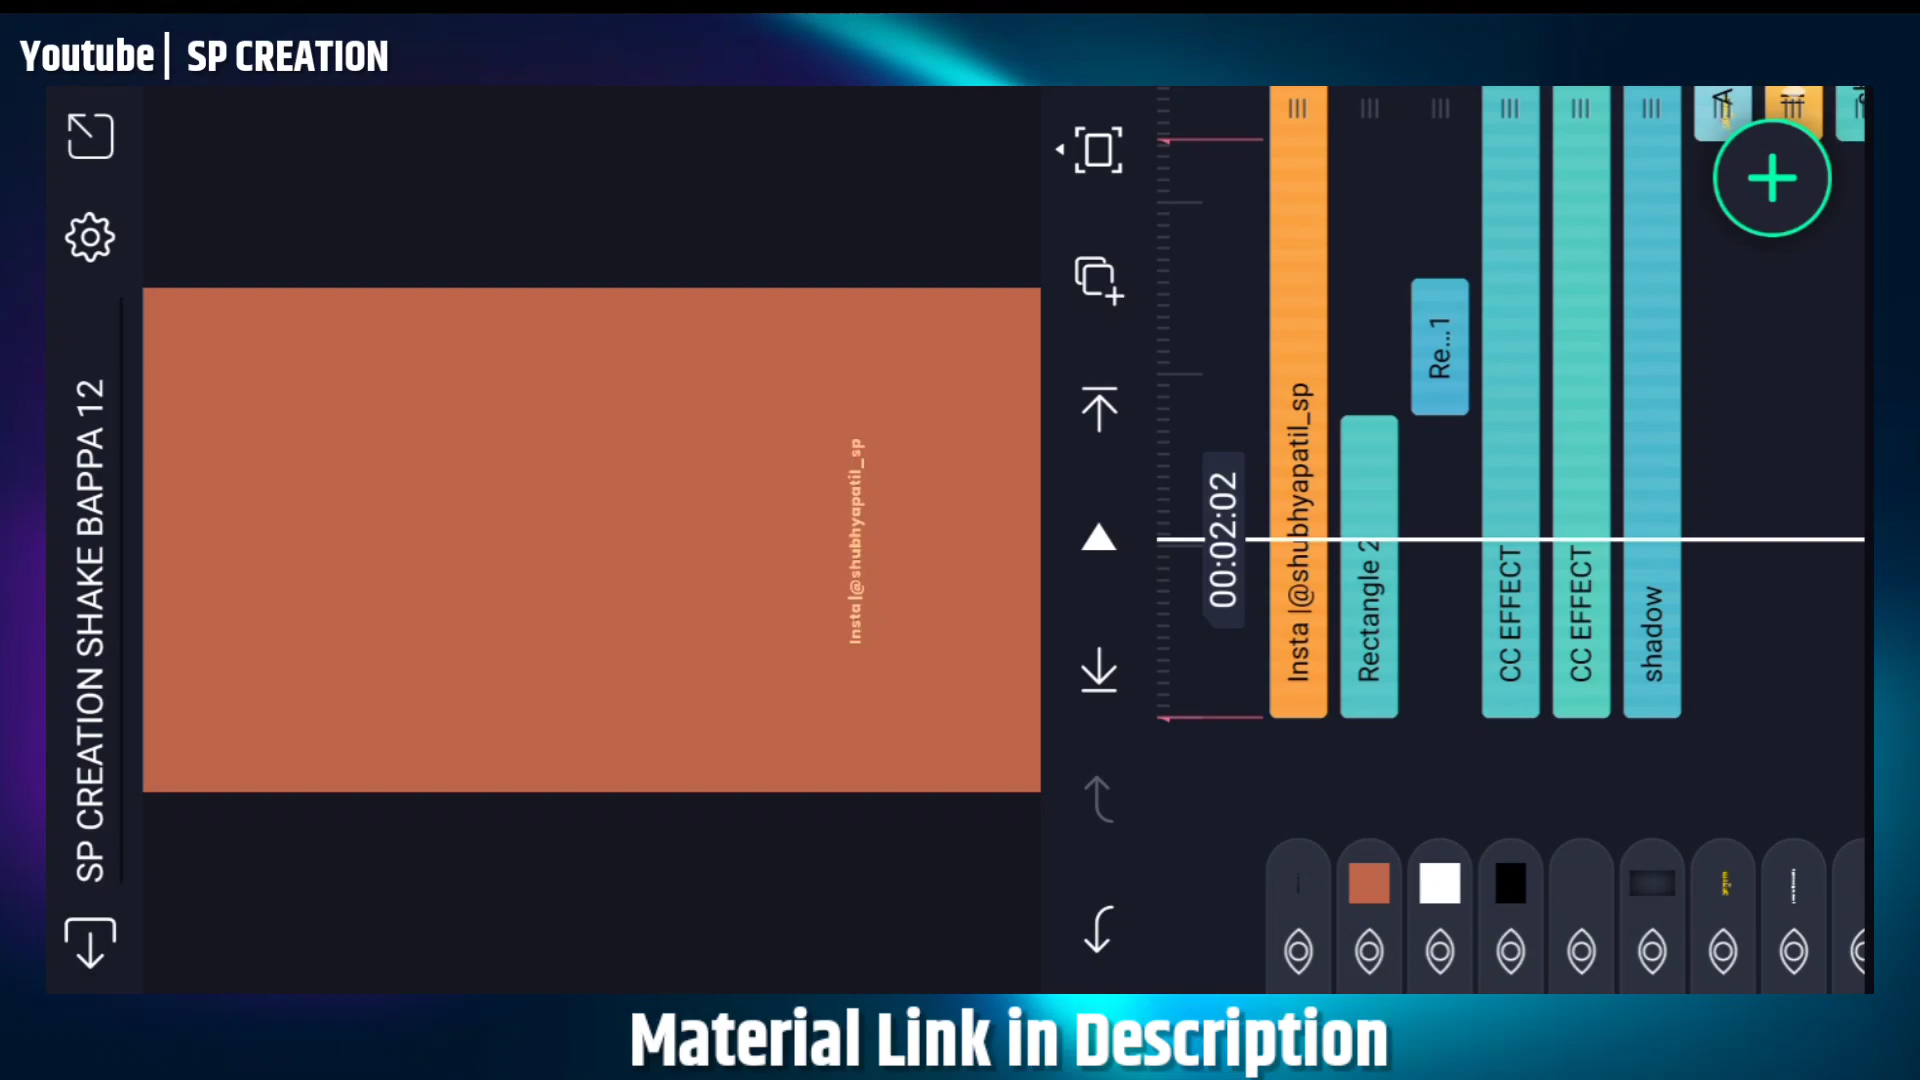 Youtube | SP CREATION
SP CREATION SHAKE BAPPA 12
Insta |@shubhyapatil_sp
00:02:02
Insta |@shubhyapatil_sp
Rectangle 2
Re...1
CC EFFECT
CC EFFECT
shadow
Material Link in Description